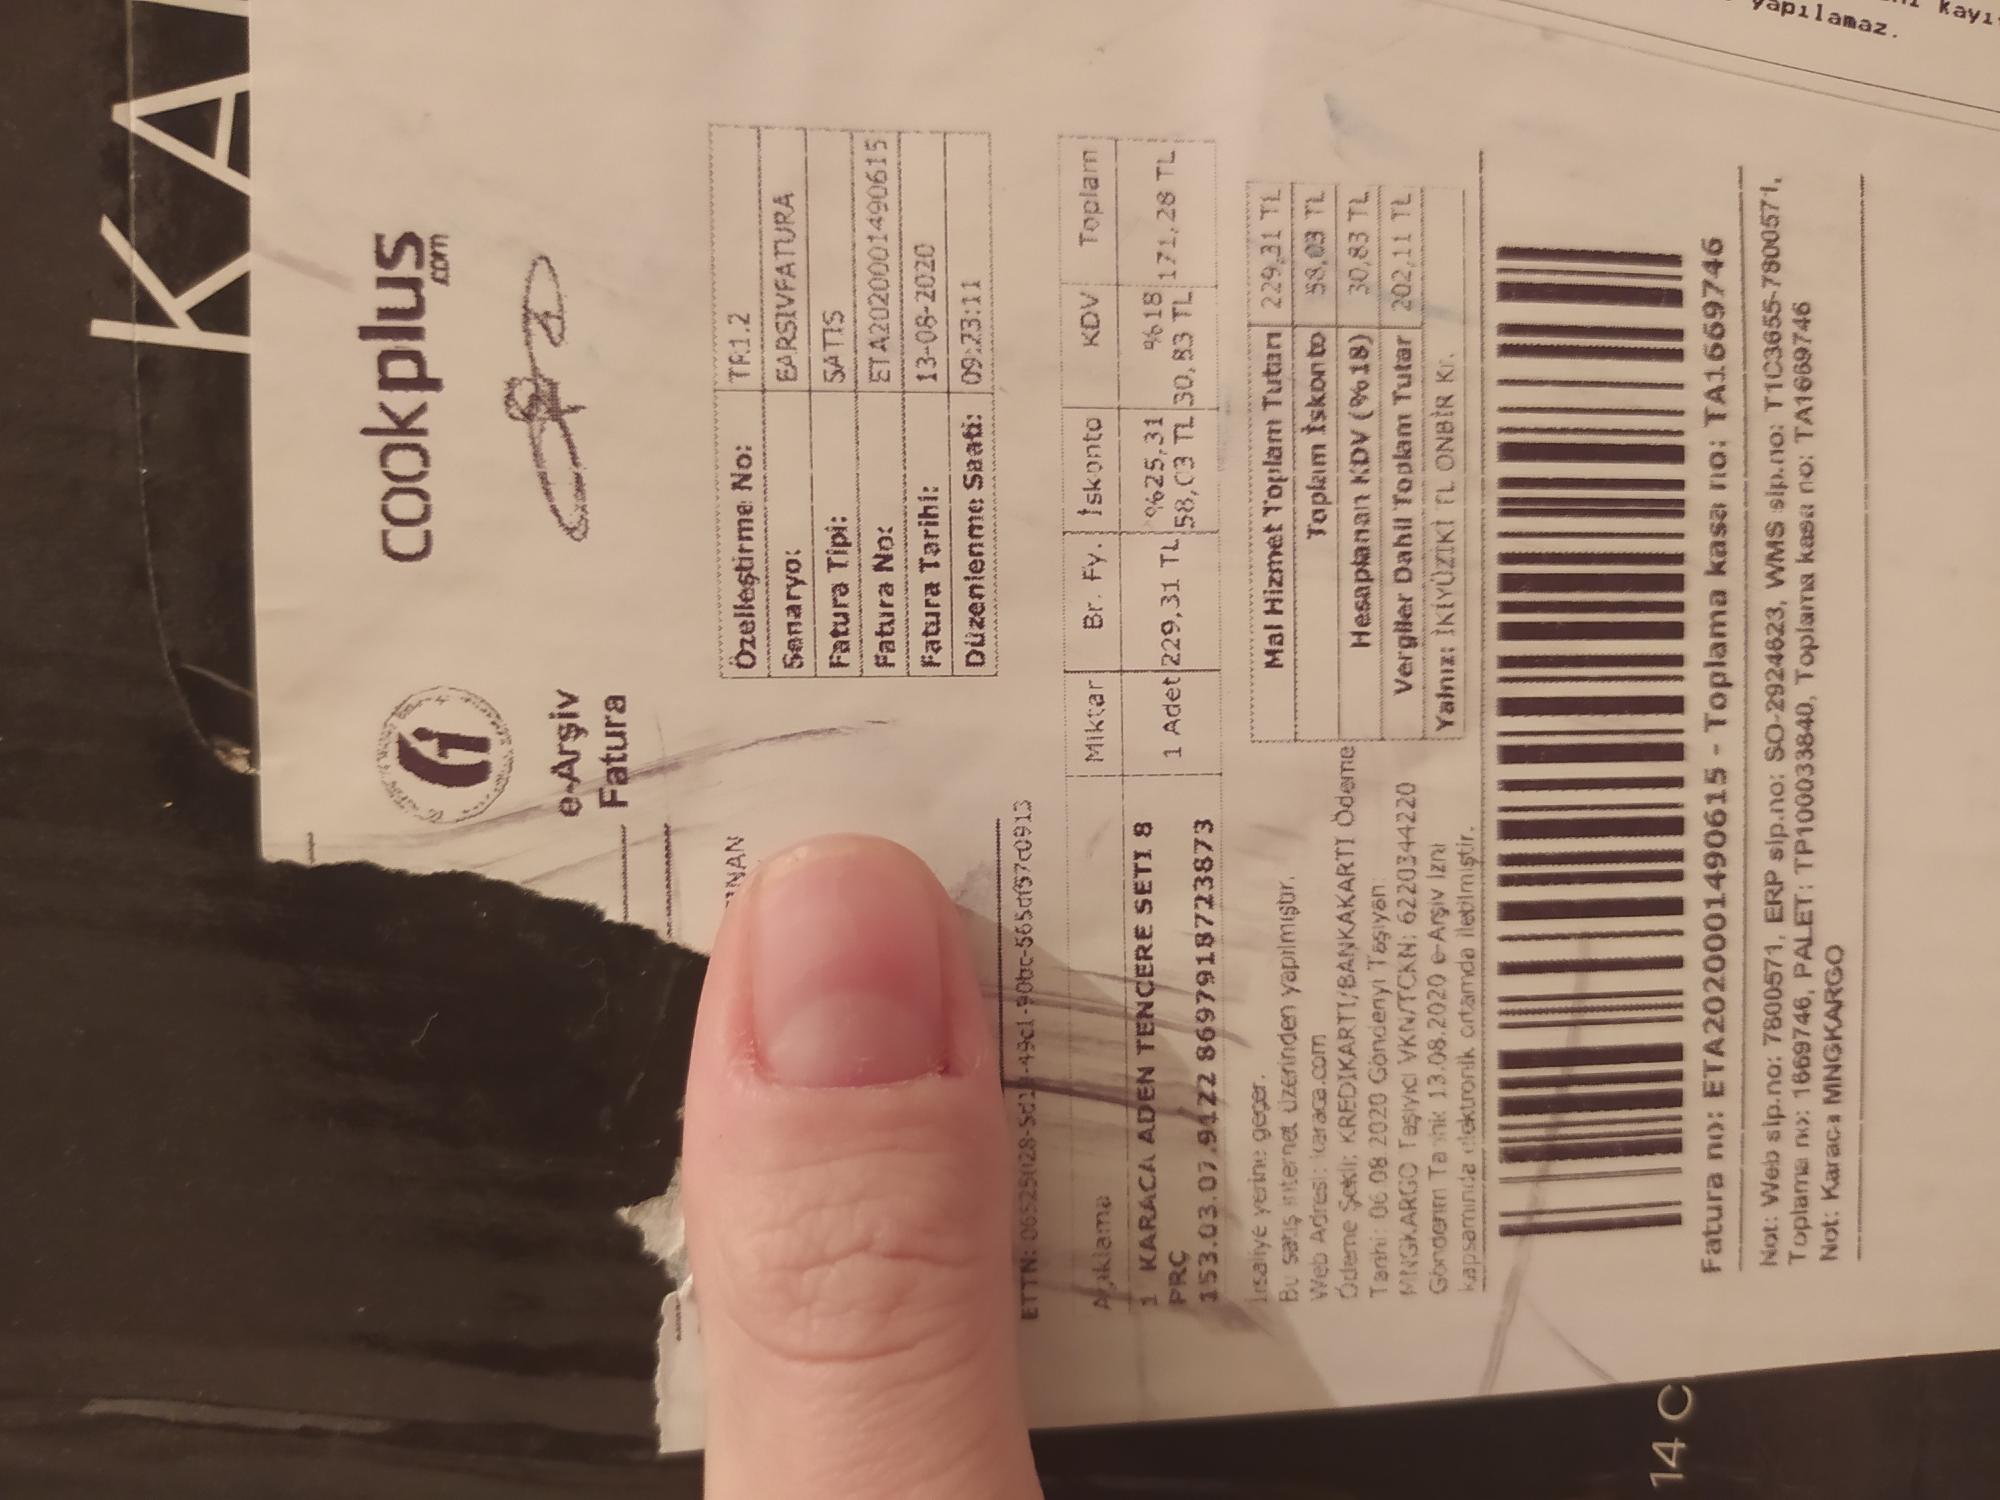 KA
cookplus
.com
e-Arşiv
Fatura
Özelleştirme No: TR1.2
Senaryo: EARSIVFATURA
Fatura Tipi: SATIS
Fatura No: ETA2020001490615
Fatura Tarihi: 13-08-2020
Düzenlenme Saati: 09:23:11
Açıklama Miktar Br. Fy. İskonto KDV Toplam
1 KARACA ADEN TENCERE SETI 8 1 Adet 229,31 TL %25,31 %18 171,28 TL
PRÇ 58,03 TL 30,83 TL
153.03.07.9122 8697918723873
Mal Hizmet Toplam Tutarı 229,31 TL
Toplam İskonto 58,03 TL
Hesaplanan KDV (%18) 30,83 TL
Vergiler Dahil Toplam Tutar 202,11 TL
Yalnız: İKİYÜZİKİ TL ONBİR Kr.
İrsaliye yerine geçer.
Bu satış internet üzerinden yapılmıştır.
Web Adresi: karaca.com
Ödeme Şekli: KREDIKARTI/BANKAKARTI Ödeme
Tarihi: 06.08.2020 Gönderiyi Taşıyan:
MNGKARGO Taşıyıcı VKN/TCKN: 6220344220
Gönderim Tarihi: 13.08.2020 e-Arşiv İzni
kapsamında elektronik ortamda iletilmiştir.
Fatura no: ETA2020001490615 - Toplama kasa no: TA1669746
Not: Web sip.no: 7800571, ERP sip.no: SO-2924623, WMS sip.no: T1C3655-7800571,
Toplama no: 1669746, PALET: TP100033840, Toplama kasa no: TA1669746
Not: Karaca MNGKARGO
yapılamaz.
14 C